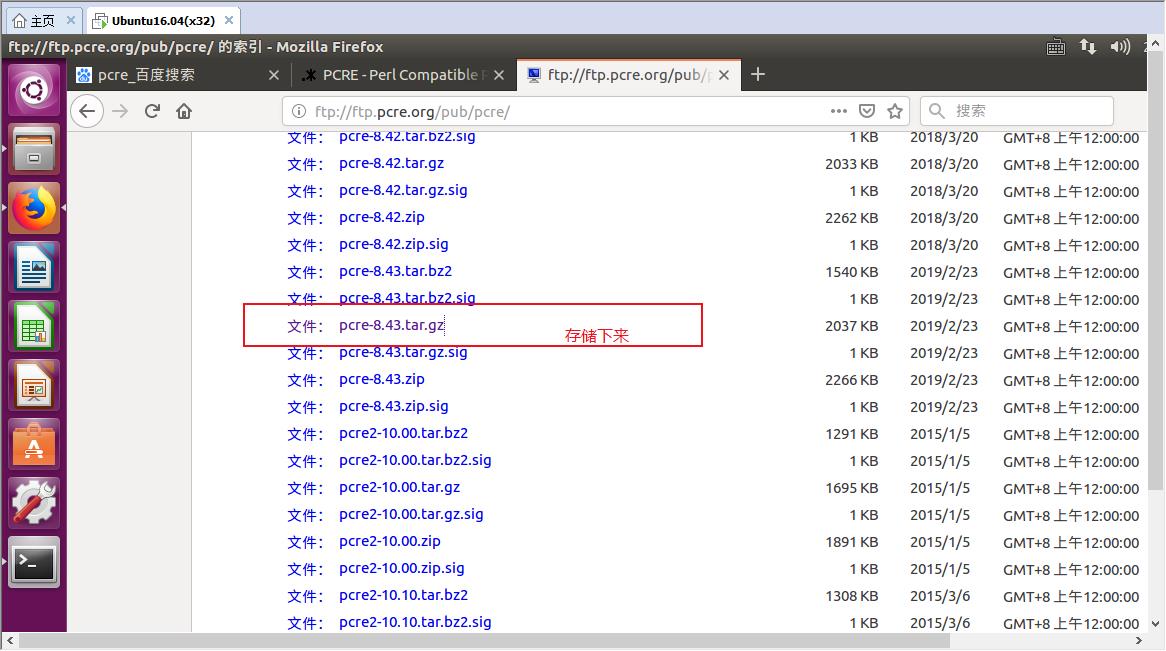 主页
Ubuntu16.04(x32)
ftp://ftp.pcre.org/pub/pcre/ 的索引 - Mozilla Firefox
pcre_百度搜索
PCRE - Perl Compatible
ftp://ftp.pcre.org/pub/p
ftp://ftp.pcre.org/pub/pcre/
搜索
文件： pcre-8.42.tar.bz2.sig 1 KB 2018/3/20 GMT+8 上午12:00:00
文件： pcre-8.42.tar.gz 2033 KB 2018/3/20 GMT+8 上午12:00:00
文件： pcre-8.42.tar.gz.sig 1 KB 2018/3/20 GMT+8 上午12:00:00
文件： pcre-8.42.zip 2262 KB 2018/3/20 GMT+8 上午12:00:00
文件： pcre-8.42.zip.sig 1 KB 2018/3/20 GMT+8 上午12:00:00
文件： pcre-8.43.tar.bz2 1540 KB 2019/2/23 GMT+8 上午12:00:00
文件： pcre-8.43.tar.bz2.sig 1 KB 2019/2/23 GMT+8 上午12:00:00
文件： pcre-8.43.tar.gz 2037 KB 2019/2/23 GMT+8 上午12:00:00
存储下来
文件： pcre-8.43.tar.gz.sig 1 KB 2019/2/23 GMT+8 上午12:00:00
文件： pcre-8.43.zip 2266 KB 2019/2/23 GMT+8 上午12:00:00
文件： pcre-8.43.zip.sig 1 KB 2019/2/23 GMT+8 上午12:00:00
文件： pcre2-10.00.tar.bz2 1291 KB 2015/1/5 GMT+8 上午12:00:00
文件： pcre2-10.00.tar.bz2.sig 1 KB 2015/1/5 GMT+8 上午12:00:00
文件： pcre2-10.00.tar.gz 1695 KB 2015/1/5 GMT+8 上午12:00:00
文件： pcre2-10.00.tar.gz.sig 1 KB 2015/1/5 GMT+8 上午12:00:00
文件： pcre2-10.00.zip 1891 KB 2015/1/5 GMT+8 上午12:00:00
文件： pcre2-10.00.zip.sig 1 KB 2015/1/5 GMT+8 上午12:00:00
文件： pcre2-10.10.tar.bz2 1308 KB 2015/3/6 GMT+8 上午12:00:00
文件： pcre2-10.10.tar.bz2.sig 1 KB 2015/3/6 GMT+8 上午12:00:00